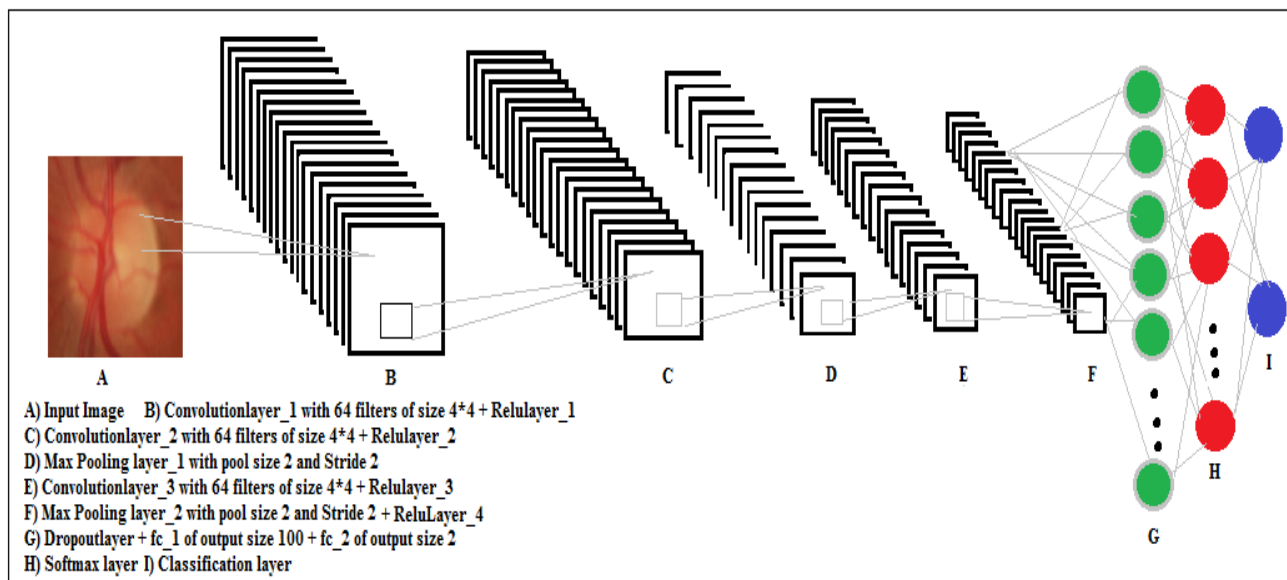 A
B
C
D
E
F
G
H
I
A) Input Image B) Convolutionlayer_1 with 64 filters of size 4*4 + Relulayer_1
C) Convolutionlayer_2 with 64 filters of size 4*4 + Relulayer_2
D) Max Pooling layer_1 with pool size 2 and Stride 2
E) Convolutionlayer_3 with 64 filters of size 4*4 + Relulayer_3
F) Max Pooling layer_2 with pool size 2 and Stride 2 + ReluLayer_4
G) Dropoutlayer + fc_1 of output size 100 + fc_2 of output size 2
H) Softmax layer I) Classification layer